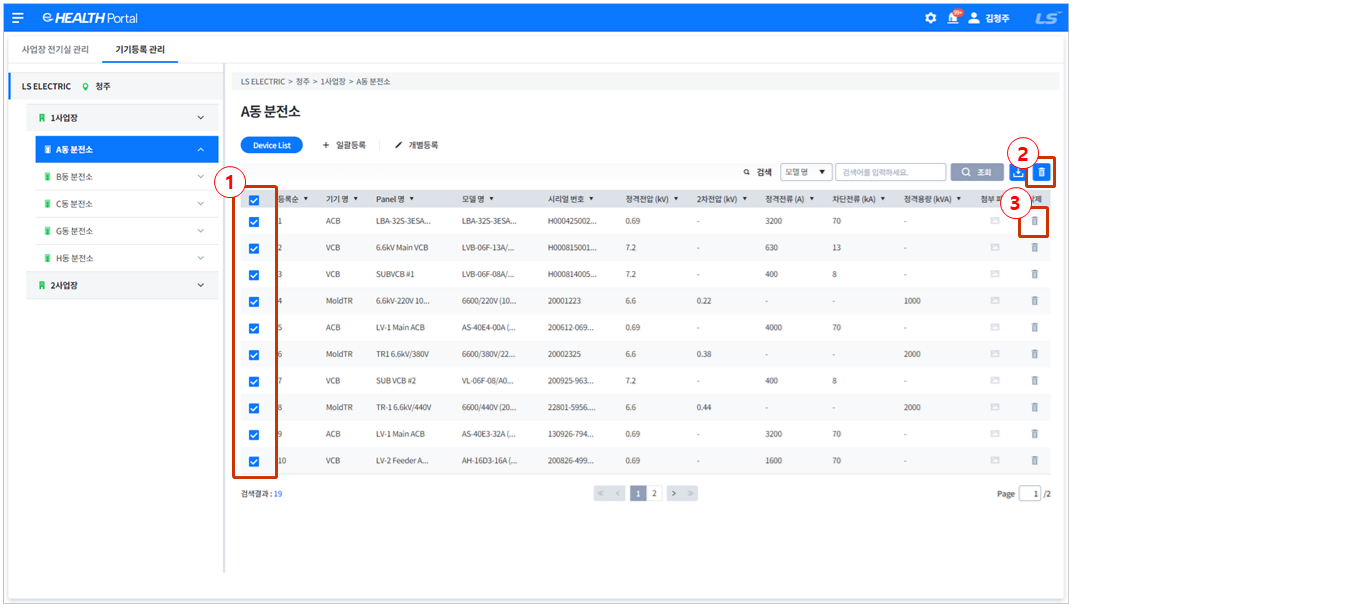 HEALTH Portal
99+
김청주
LS
사업장 전기실 관리 기기등록 관리
LS ELECTRIC 청주
1사업장
A동 분전소
B동 분전소
C동 분전소
G동 분전소
H동 분전소
2사업장
LS ELECTRIC > 청주 > 1사업장 > A동 분전소
A동 분전소
Device List + 일괄등록 개별등록
검색 모델 명 ▼ 검색어를 입력하세요. 조회
2
1
3
등록순 ▼ 기기 명 ▼ Panel 명 ▼ 모델 명 ▼ 시리얼 번호 ▼ 정격전압 (kV) ▼ 2차전압 (kV) ▼ 정격전류 (A) ▼ 차단전류 (kA) ▼ 정격용량 (kVA) ▼ 첨부
1 ACB LBA-32S-3ESA... LBA-32S-3ESA... H000425002... 0.69 - 3200 70 -
2 VCB 6.6kV Main VCB LVB-06F-13A/... H000815001... 7.2 - 630 13 -
3 VCB SUBVCB #1 LVB-06F-08A/... H000814005... 7.2 - 400 8 -
4 MoldTR 6.6kV-220V 10... 6600/220V (10... 20001223 6.6 0.22 - - 1000
5 ACB LV-1 Main ACB AS-40E4-00A (... 200612-069... 0.69 - 4000 70 -
6 MoldTR TR1 6.6kV/380V 6600/380V/22... 20002325 6.6 0.38 - - 2000
7 VCB SUB VCB #2 VL-06F-08/A0... 200925-963... 7.2 - 400 8 -
8 MoldTR TR-1 6.6kV/440V 6600/440V (20... 22801-5956.... 6.6 0.44 - - 2000
9 ACB LV-1 Main ACB AS-40E3-32A (... 130926-794... 0.69 - 3200 70 -
10 VCB LV-2 Feeder A... AH-16D3-16A (... 200826-499... 0.69 - 1600 70 -
검색결과 : 19 « ‹ 1 2 › » Page 1 /2